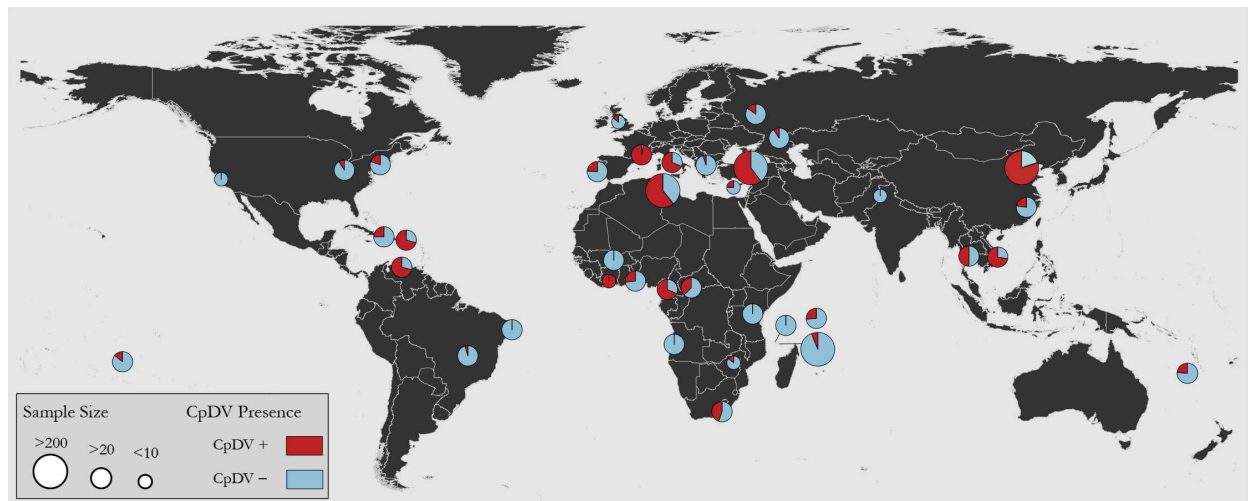 Sample Size
CpDV Presence
>200
>20
<10
CpDV +
CpDV −